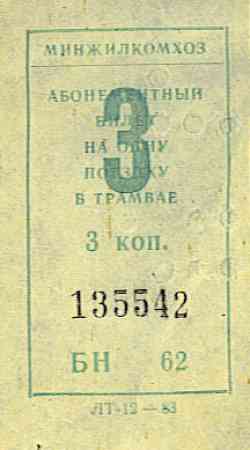 МИНЖИЛКОМХОЗ
3
АБОНЕМЕНТНЫЙ
БИЛЕТ
НА ОДНУ
ПОЕЗДКУ
В ТРАМВАЕ
3 КОП.
135542
БН 62
ЛТ-12 — 83